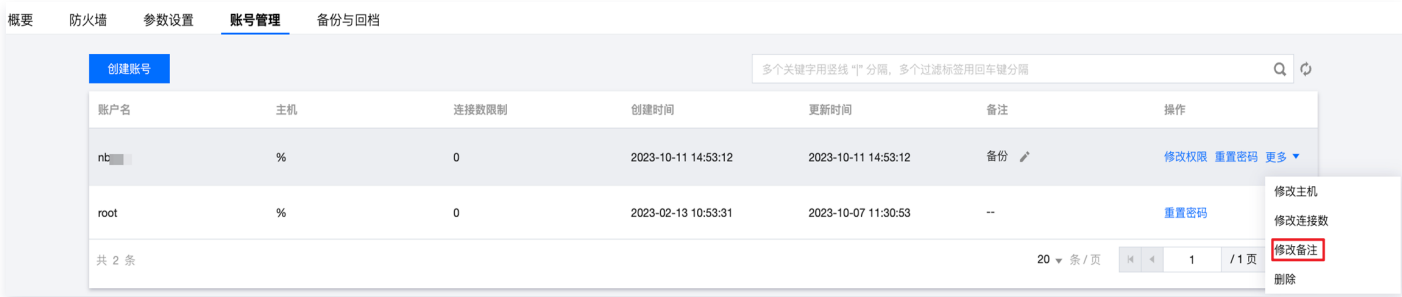 概要 防火墙 参数设置 账号管理 备份与回档
创建账号
多个关键字用竖线 "|" 分隔，多个过滤标签用回车键分隔
账户名 主机 连接数限制 创建时间 更新时间 备注 操作
nb % 0 2023-10-11 14:53:12 2023-10-11 14:53:12 备份 修改权限 重置密码 更多
修改主机
root % 0 2023-02-13 10:53:31 2023-10-07 11:30:53 -- 重置密码
修改连接数
修改备注
共 2 条 20 条 / 页 1 / 1 页
删除